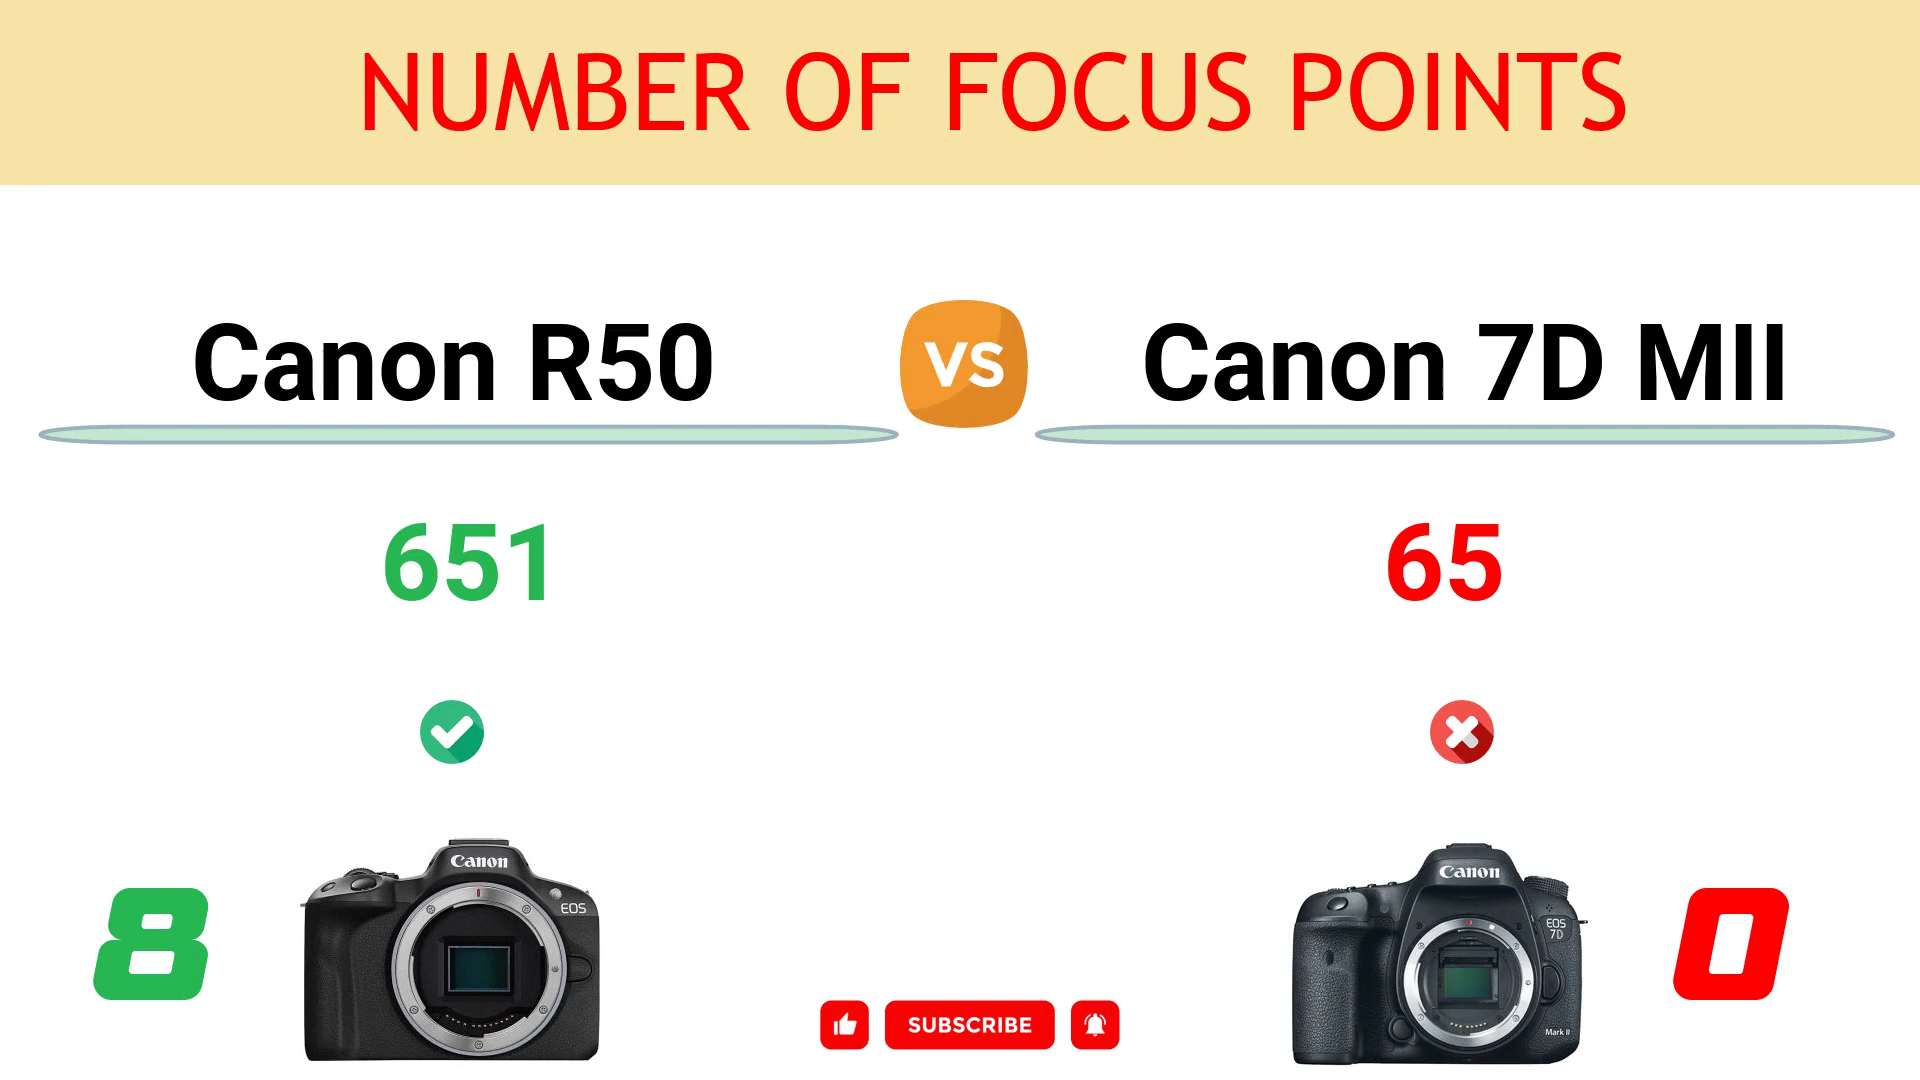 NUMBER OF FOCUS POINTS
Canon R50
VS
Canon 7D MII
651
65
8
Canon
EOS
Canon
EOS
7D
Mark II
0
SUBSCRIBE